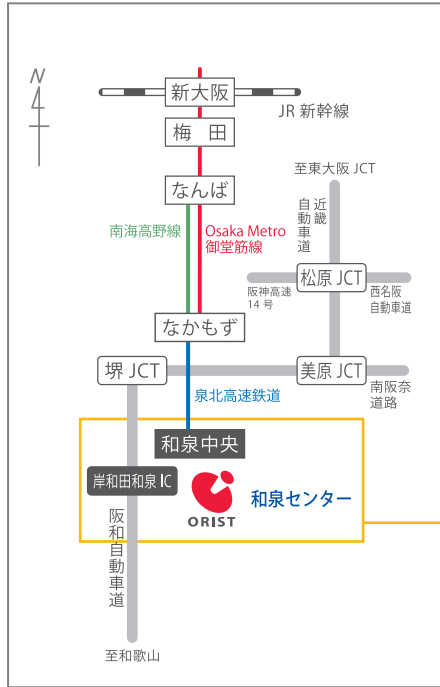 N
新大阪
JR 新幹線
梅 田
至東大阪 JCT
なんば
近畿
自動車道
南海高野線
Osaka Metro
御堂筋線
松原 JCT
阪神高速
14 号
西名阪
自動車道
なかもず
堺 JCT
美原 JCT
南阪奈
道路
泉北高速鉄道
和泉中央
岸和田和泉 IC
和泉センター
ORIST
阪和自動車道
至和歌山